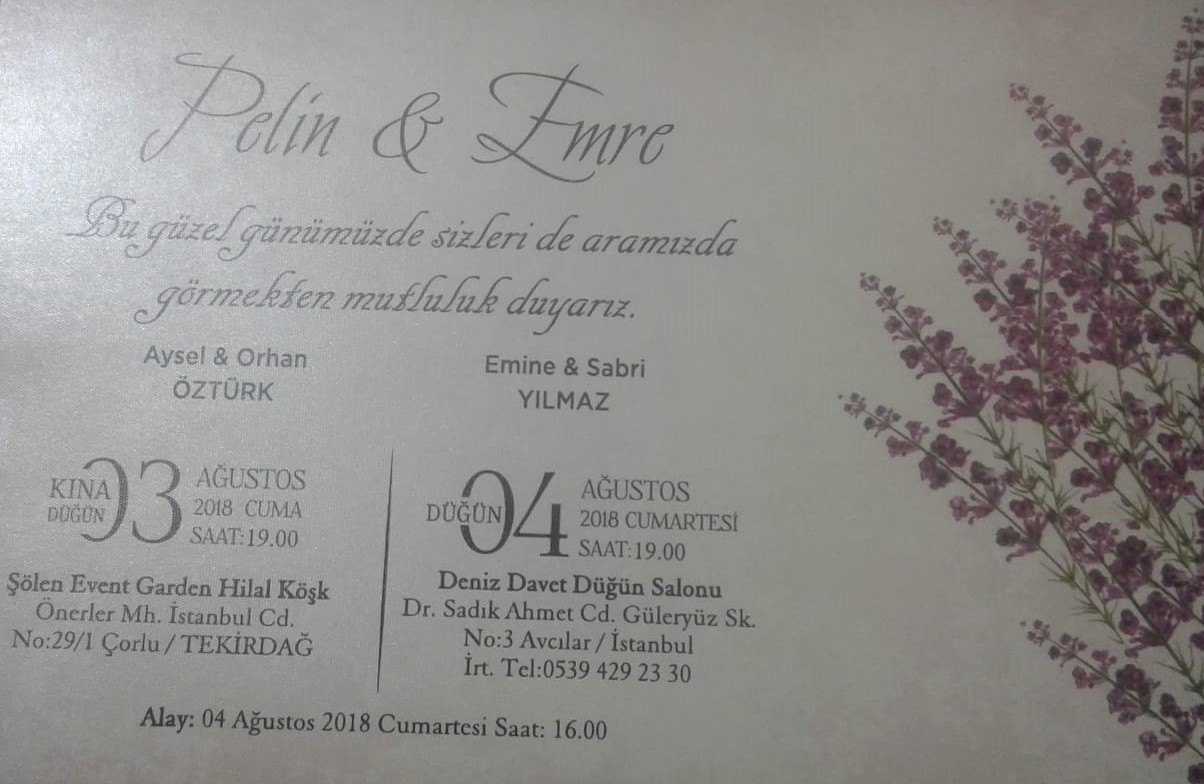 Pelin & Emre
Bu güzel günümüzde sizleri de aramızda
görmekten mutluluk duyarız.
Aysel & Orhan
ÖZTÜRK
Emine & Sabri
YILMAZ
KINA
DÜĞÜN
03
AĞUSTOS
2018 CUMA
SAAT:19.00
Şölen Event Garden Hilal Köşk
Önerler Mh. İstanbul Cd.
No:29/1 Çorlu / TEKİRDAĞ
DÜĞÜN
04
AĞUSTOS
2018 CUMARTESİ
SAAT:19.00
Deniz Davet Düğün Salonu
Dr. Sadık Ahmet Cd. Güleryüz Sk.
No:3 Avcılar / İstanbul
İrt. Tel:0539 429 23 30
Alay: 04 Ağustos 2018 Cumartesi Saat: 16.00